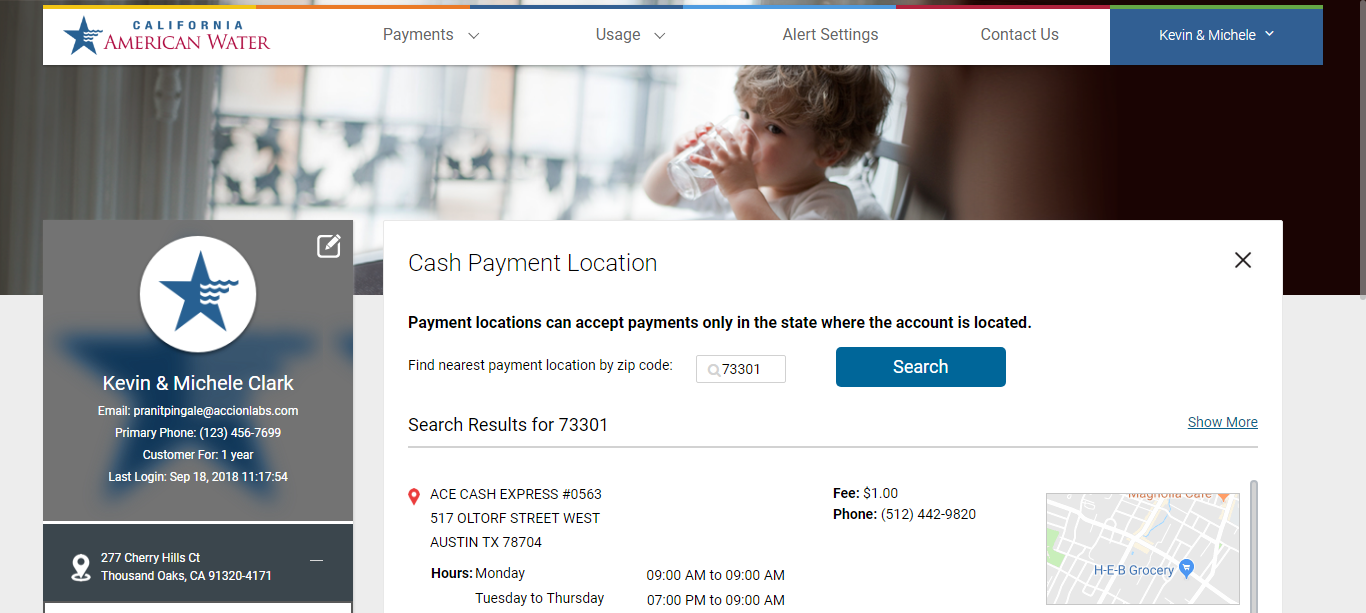 CALIFORNIA
AMERICAN WATER
Payments
Usage
Alert Settings
Contact Us
Kevin & Michele
Cash Payment Location
Payment locations can accept payments only in the state where the account is located.
Find nearest payment location by zip code:
73301
Search
Search Results for 73301
Show More
Kevin & Michele Clark
Email: pranitpingale@accionlabs.com
Primary Phone: (123) 456-7699
Customer For: 1 year
Last Login: Sep 18, 2018 11:17:54
277 Cherry Hills Ct
Thousand Oaks, CA 91320-4171
ACE CASH EXPRESS #0563
517 OLTORF STREET WEST
AUSTIN TX 78704
Hours: Monday 09:00 AM to 09:00 AM
Tuesday to Thursday 07:00 PM to 09:00 AM
Fee: $1.00
Phone: (512) 442-9820
Magnolia Cafe
H-E-B Grocery